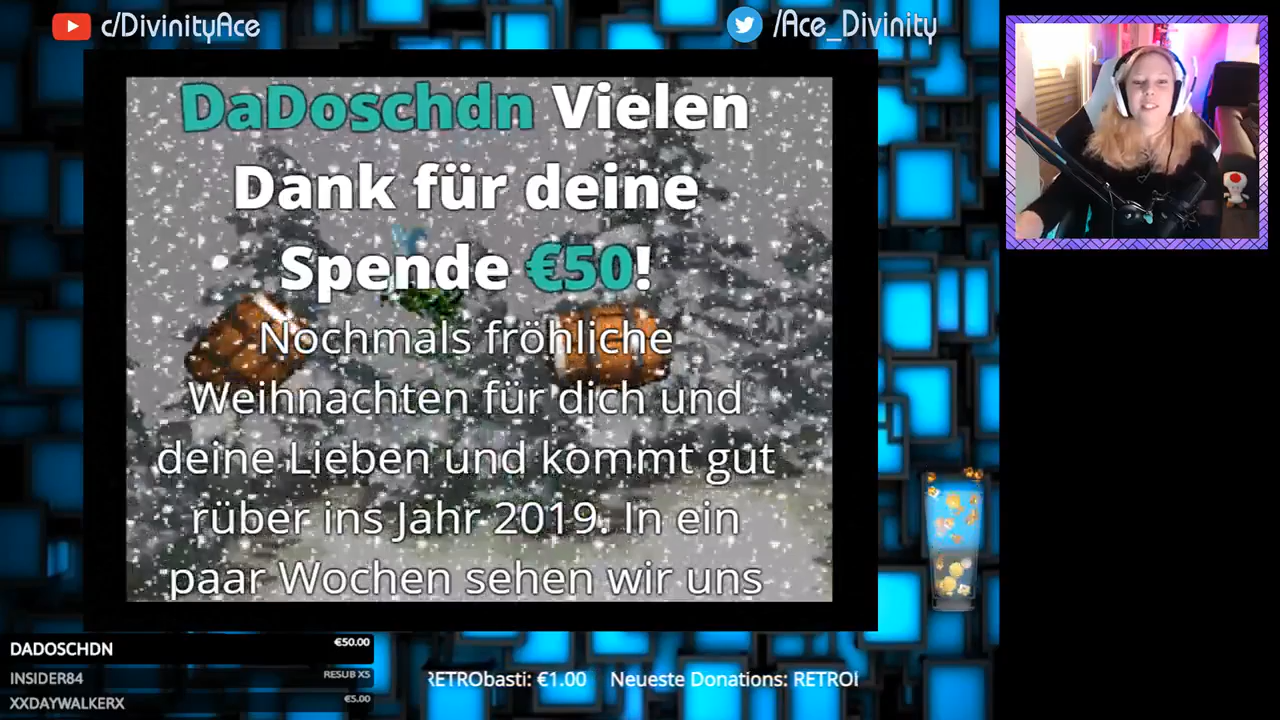 c/DivinityAce
/Ace_Divinity
DaDoschdn Vielen
Dank für deine
Spende €50!
Nochmals fröhliche
Weihnachten für dich und
deine Lieben und kommt gut
rüber ins Jahr 2019. In ein
paar Wochen sehen wir uns
DADOSCHDN €50.00
INSIDER84 RESUB X5
XXDAYWALKERX €5.00
RETRObasti: €1.00 Neueste Donations: RETROl